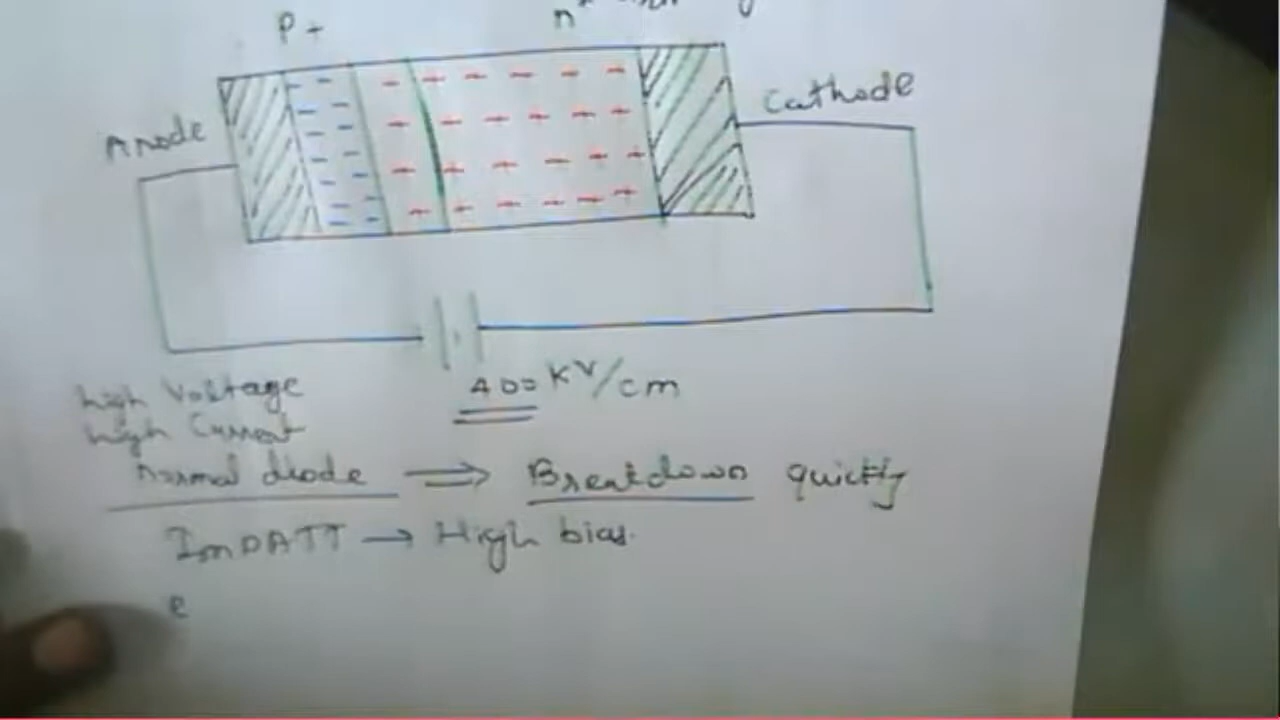 P+ n
Anode
Cathode
400 KV/cm
high Voltage
high Current
normal diode ⟹ Breakdown quickly
ImPATT → High bias.
e